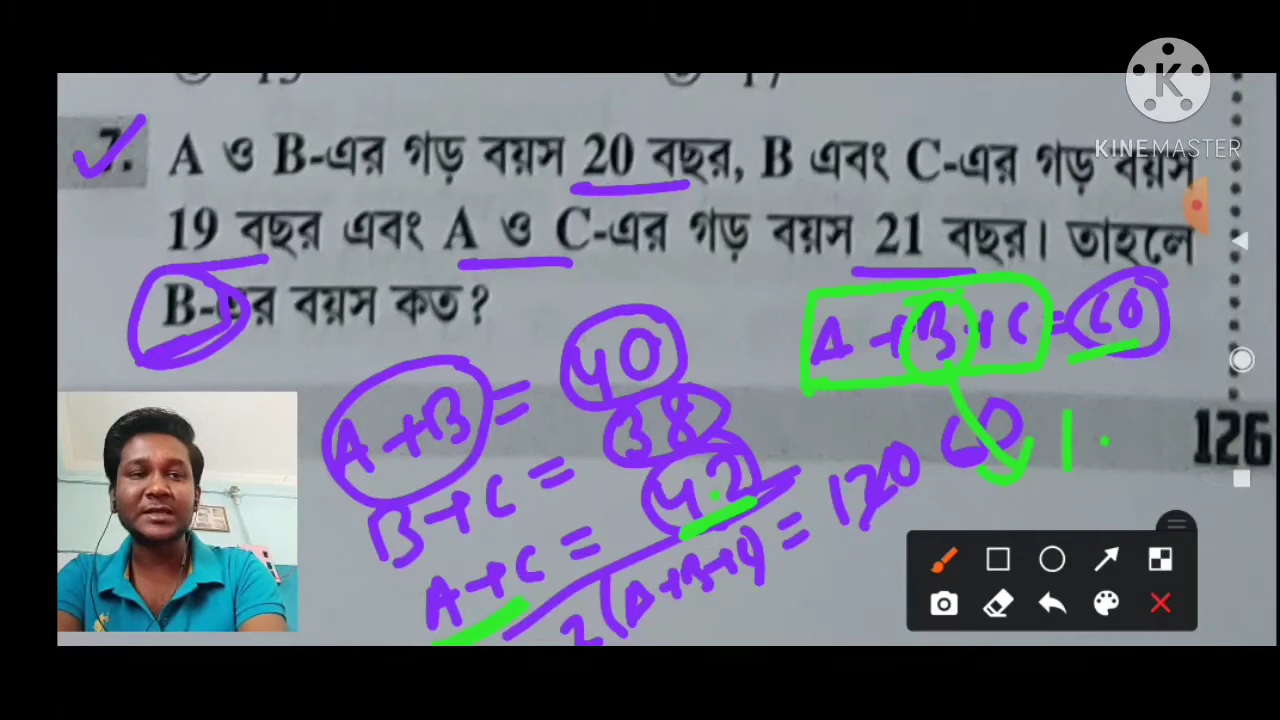 7. A ও B-এর গড় বয়স 20 বছর, B এবং C-এর গড় বয়স
19 বছর এবং A ও C-এর গড় বয়স 21 বছর। তাহলে
B-এর বয়স কত?
KINEMASTER
A+B+C=60
A+B = 40
B+C = 38
A+C = 42
2(A+B+C) = 120 60
126